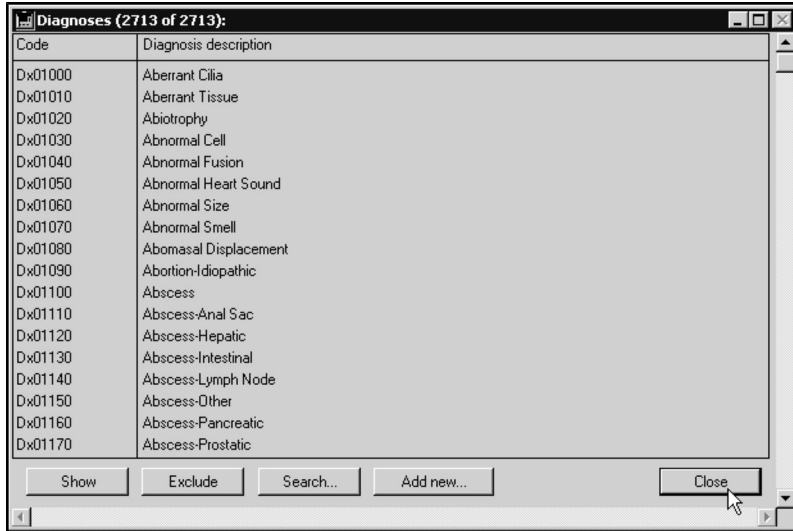 Diagnoses (2713 of 2713):
Code Diagnosis description
Dx01000 Aberrant Cilia
Dx01010 Aberrant Tissue
Dx01020 Abiotrophy
Dx01030 Abnormal Cell
Dx01040 Abnormal Fusion
Dx01050 Abnormal Heart Sound
Dx01060 Abnormal Size
Dx01070 Abnormal Smell
Dx01080 Abomasal Displacement
Dx01090 Abortion-Idiopathic
Dx01100 Abscess
Dx01110 Abscess-Anal Sac
Dx01120 Abscess-Hepatic
Dx01130 Abscess-Intestinal
Dx01140 Abscess-Lymph Node
Dx01150 Abscess-Other
Dx01160 Abscess-Pancreatic
Dx01170 Abscess-Prostatic
Show Exclude Search... Add new... Close